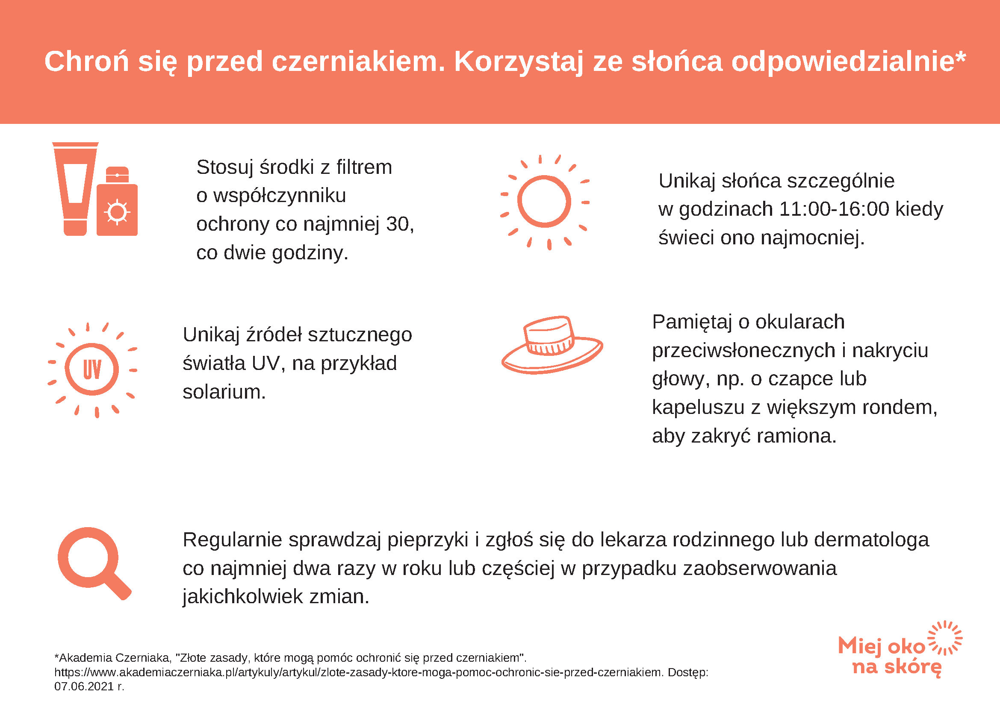 Chroń się przed czerniakiem. Korzystaj ze słońca odpowiedzialnie*
Stosuj środki z filtrem
o współczynniku
ochrony co najmniej 30,
co dwie godziny.
Unikaj słońca szczególnie
w godzinach 11:00-16:00 kiedy
świeci ono najmocniej.
UV
Unikaj źródeł sztucznego
światła UV, na przykład
solarium.
Pamiętaj o okularach
przeciwsłonecznych i nakryciu
głowy, np. o czapce lub
kapeluszu z większym rondem,
aby zakryć ramiona.
Regularnie sprawdzaj pieprzyki i zgłoś się do lekarza rodzinnego lub dermatologa
co najmniej dwa razy w roku lub częściej w przypadku zaobserwowania
jakichkolwiek zmian.
*Akademia Czerniaka, "Złote zasady, które mogą pomóc ochronić się przed czerniakiem".
https://www.akademiaczerniaka.pl/artykuly/artykul/zlote-zasady-ktore-moga-pomoc-ochronic-sie-przed-czerniakiem. Dostęp:
07.06.2021 r.
Miej oko
na skórę